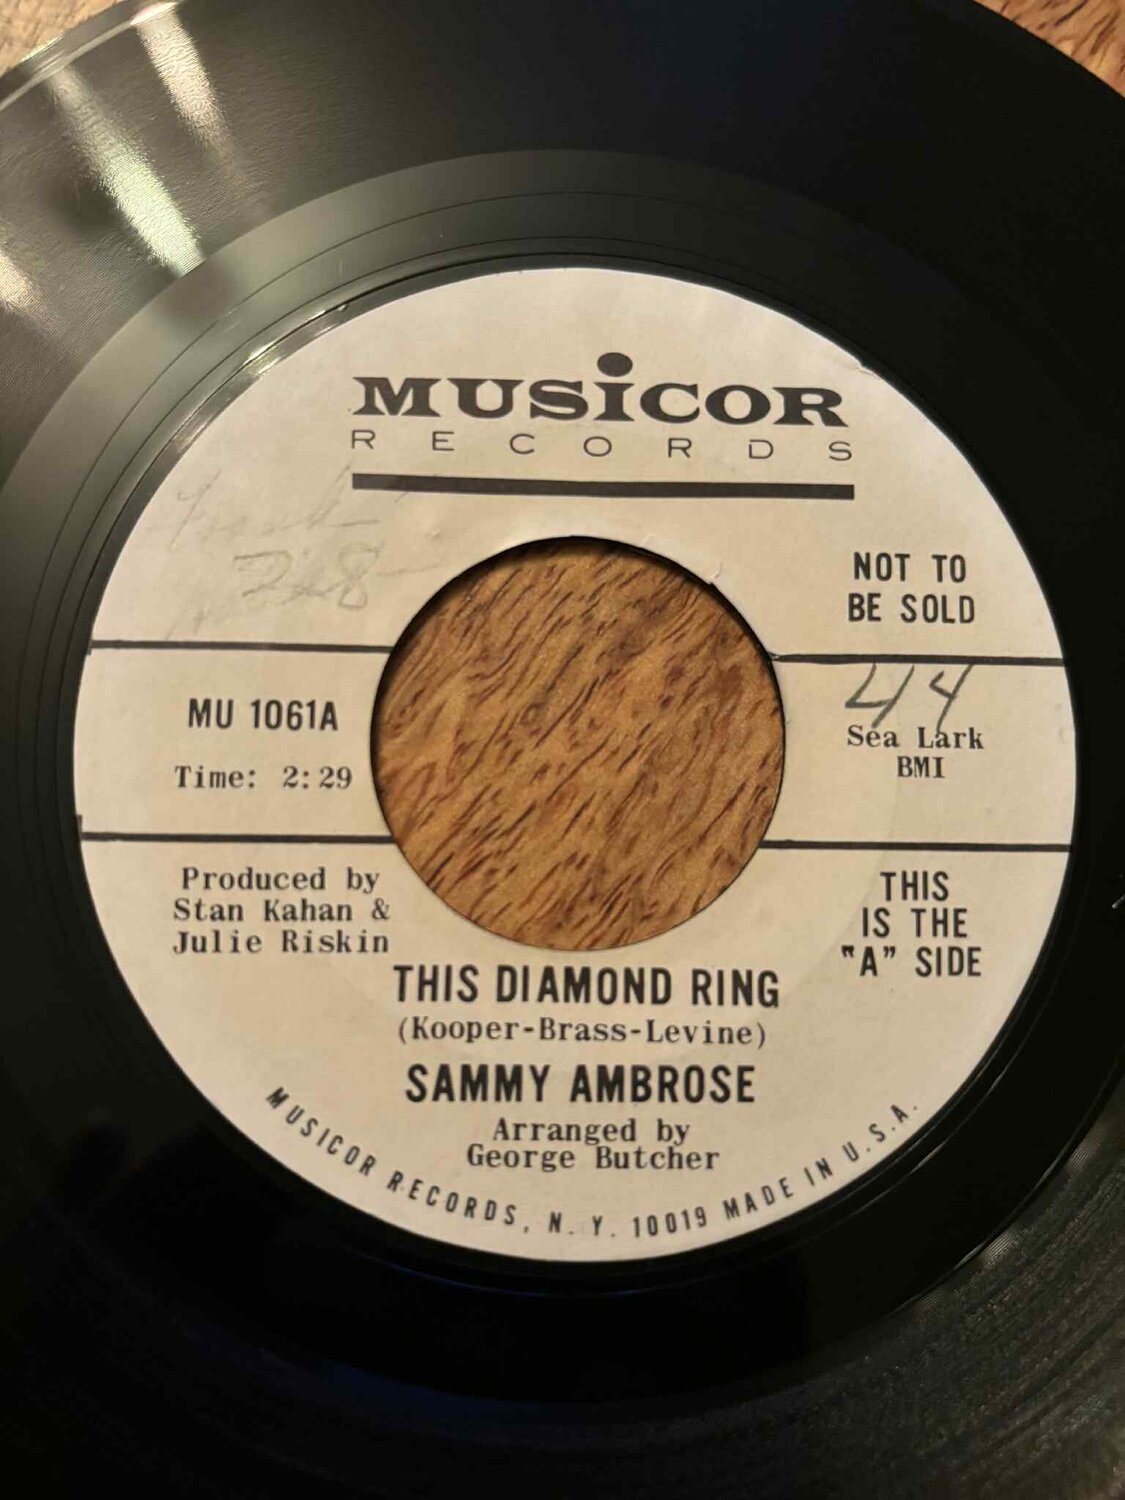 MUSiCOR
RECORDS
NOT TO
BE SOLD
44
MU 1061A
Time: 2:29
Sea Lark
BMI
Produced by
Stan Kahan &
Julie Riskin
THIS
IS THE
"A" SIDE
THIS DIAMOND RING
(Kooper-Brass-Levine)
SAMMY AMBROSE
Arranged by
George Butcher
MUSICOR RECORDS, N. Y. 10019 MADE IN U.S.A.